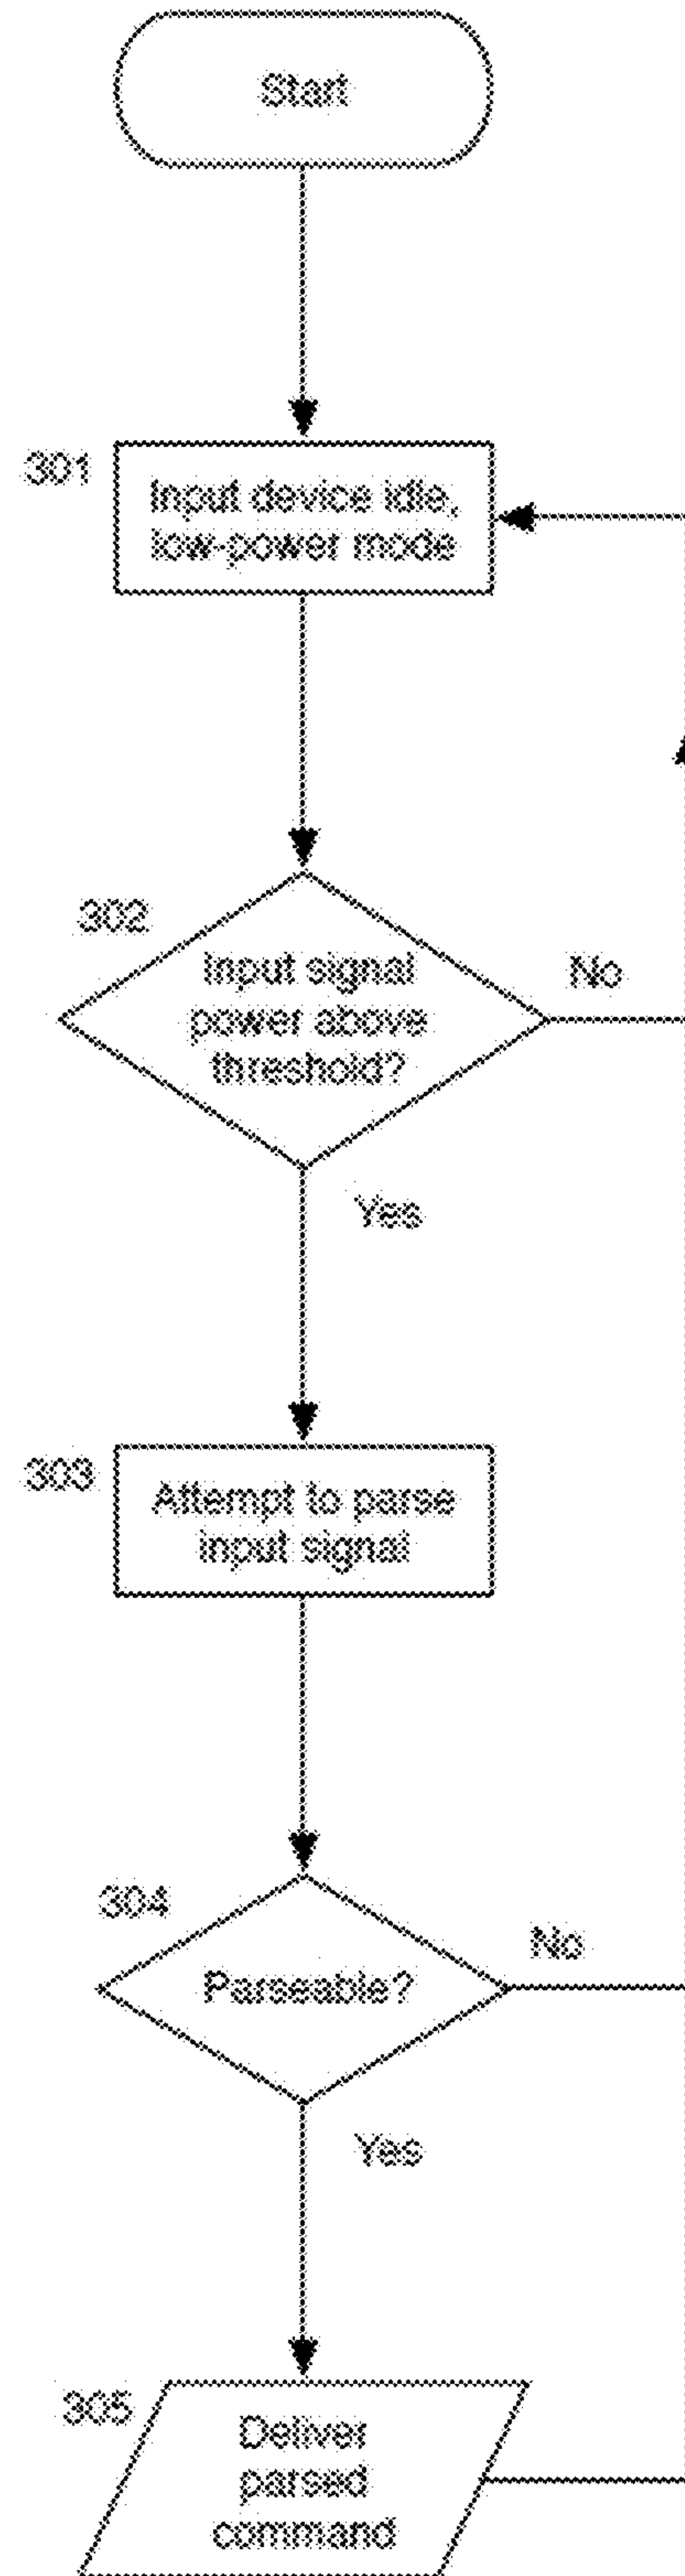 Start
301
Input device idle,
low-power mode
302
Input signal
power above
threshold?
No
Yes
303
Attempt to parse
input signal
304
Parseable?
No
Yes
305
Deliver
parsed
command